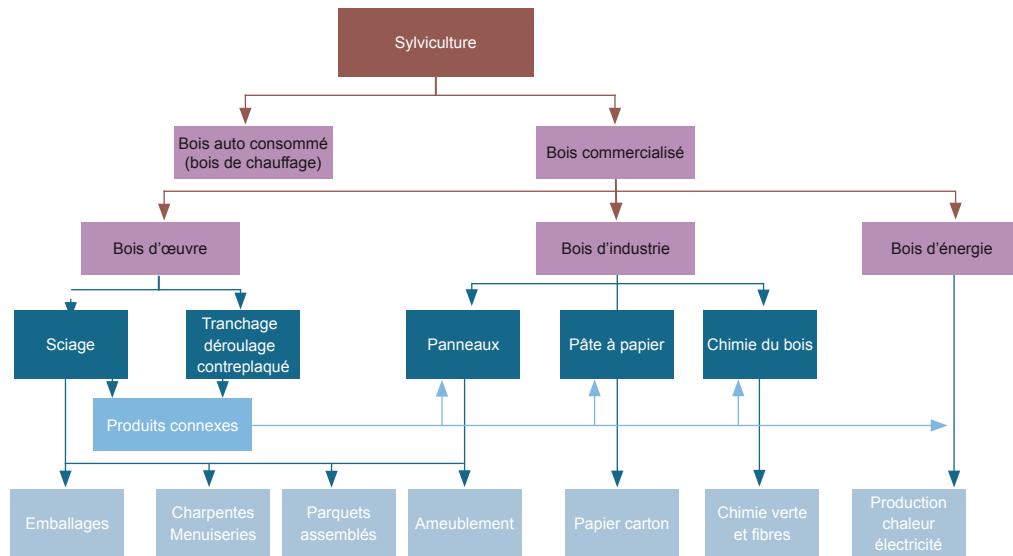 Sylviculture
Bois auto consommé
(bois de chauffage)
Bois commercialisé
Bois d'œuvre
Bois d'industrie
Bois d'énergie
Sciage
Tranchage
déroulage
contreplaqué
Panneaux
Pâte à papier
Chimie du bois
Produits connexes
Emballages
Charpentes
Menuiseries
Parquets
assemblés
Ameublement
Papier carton
Chimie verte
et fibres
Production
chaleur
électricité